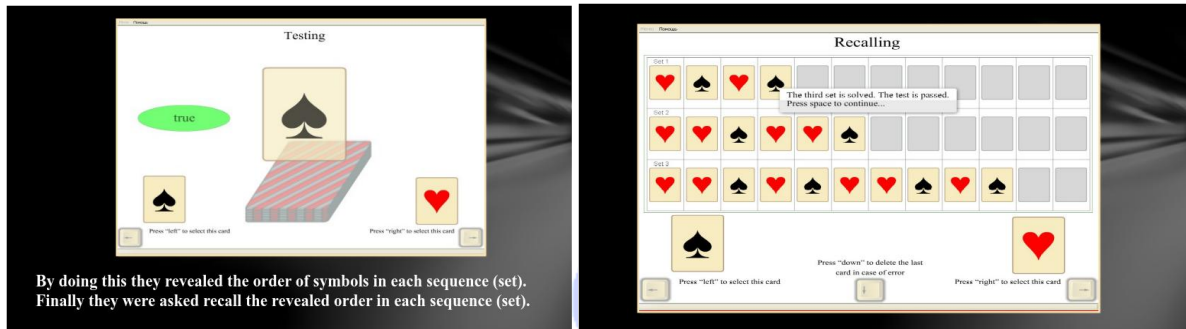 Помощь
Testing
true
Press "left" to select this card
Press "right" to select this card
By doing this they revealed the order of symbols in each sequence (set).
Finally they were asked recall the revealed order in each sequence (set).
Помощь
Recalling
Set 1
The third set is solved. The test is passed.
Press space to continue...
Set 2
Set 3
Press "down" to delete the last
card in case of error
Press "left" to select this card
Press "right" to select this card